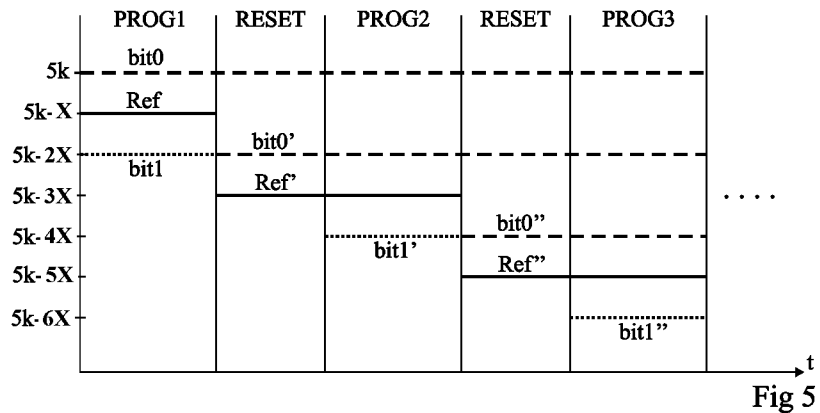 PROG1 RESET PROG2 RESET PROG3
bit0
5k
Ref
5k-X
bit0’
5k-2X
bit1
Ref’
5k-3X
bit0”
5k-4X
bit1’
Ref”
5k-5X
. . . .
5k-6X
bit1”
t
Fig 5